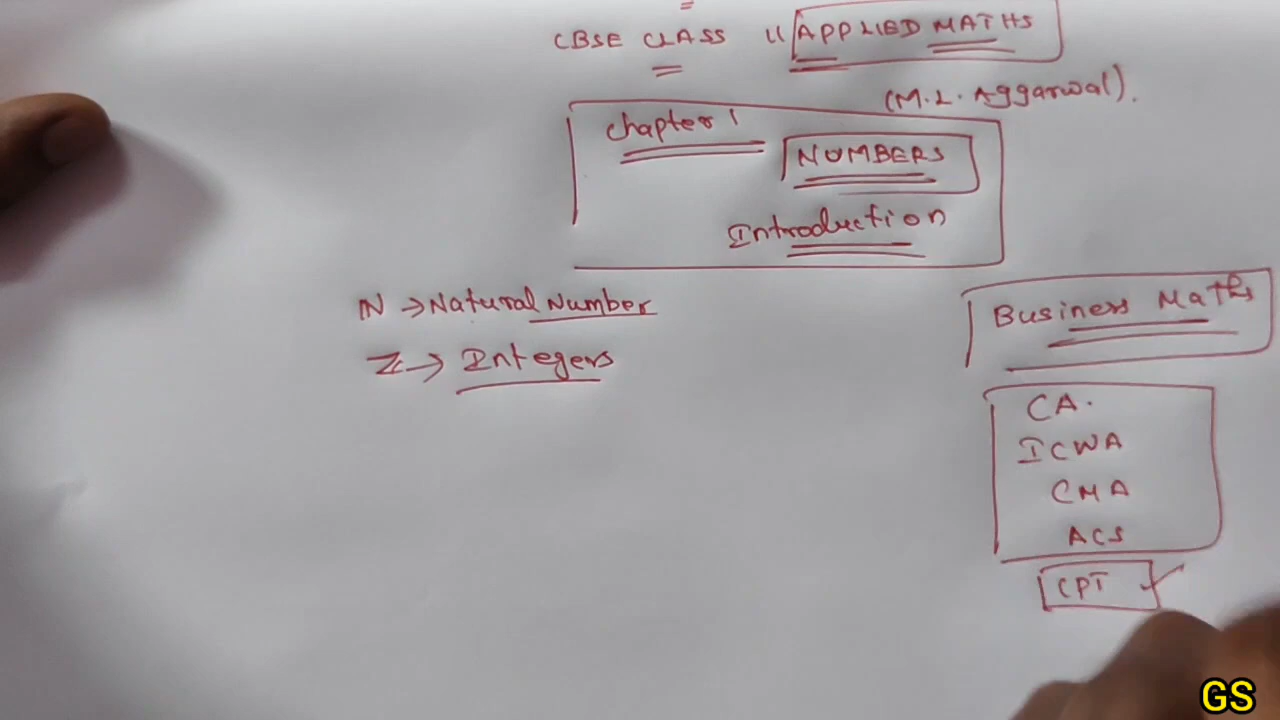 CBSE CLASS 11 APPLIED MATHS
(M.L. Aggarwal).
Chapter 1
NUMBERS
Introduction
N → Natural Number
Z → Integers
Business Maths
CA.
ICWA
CMA
ACS
CPT ✓
GS